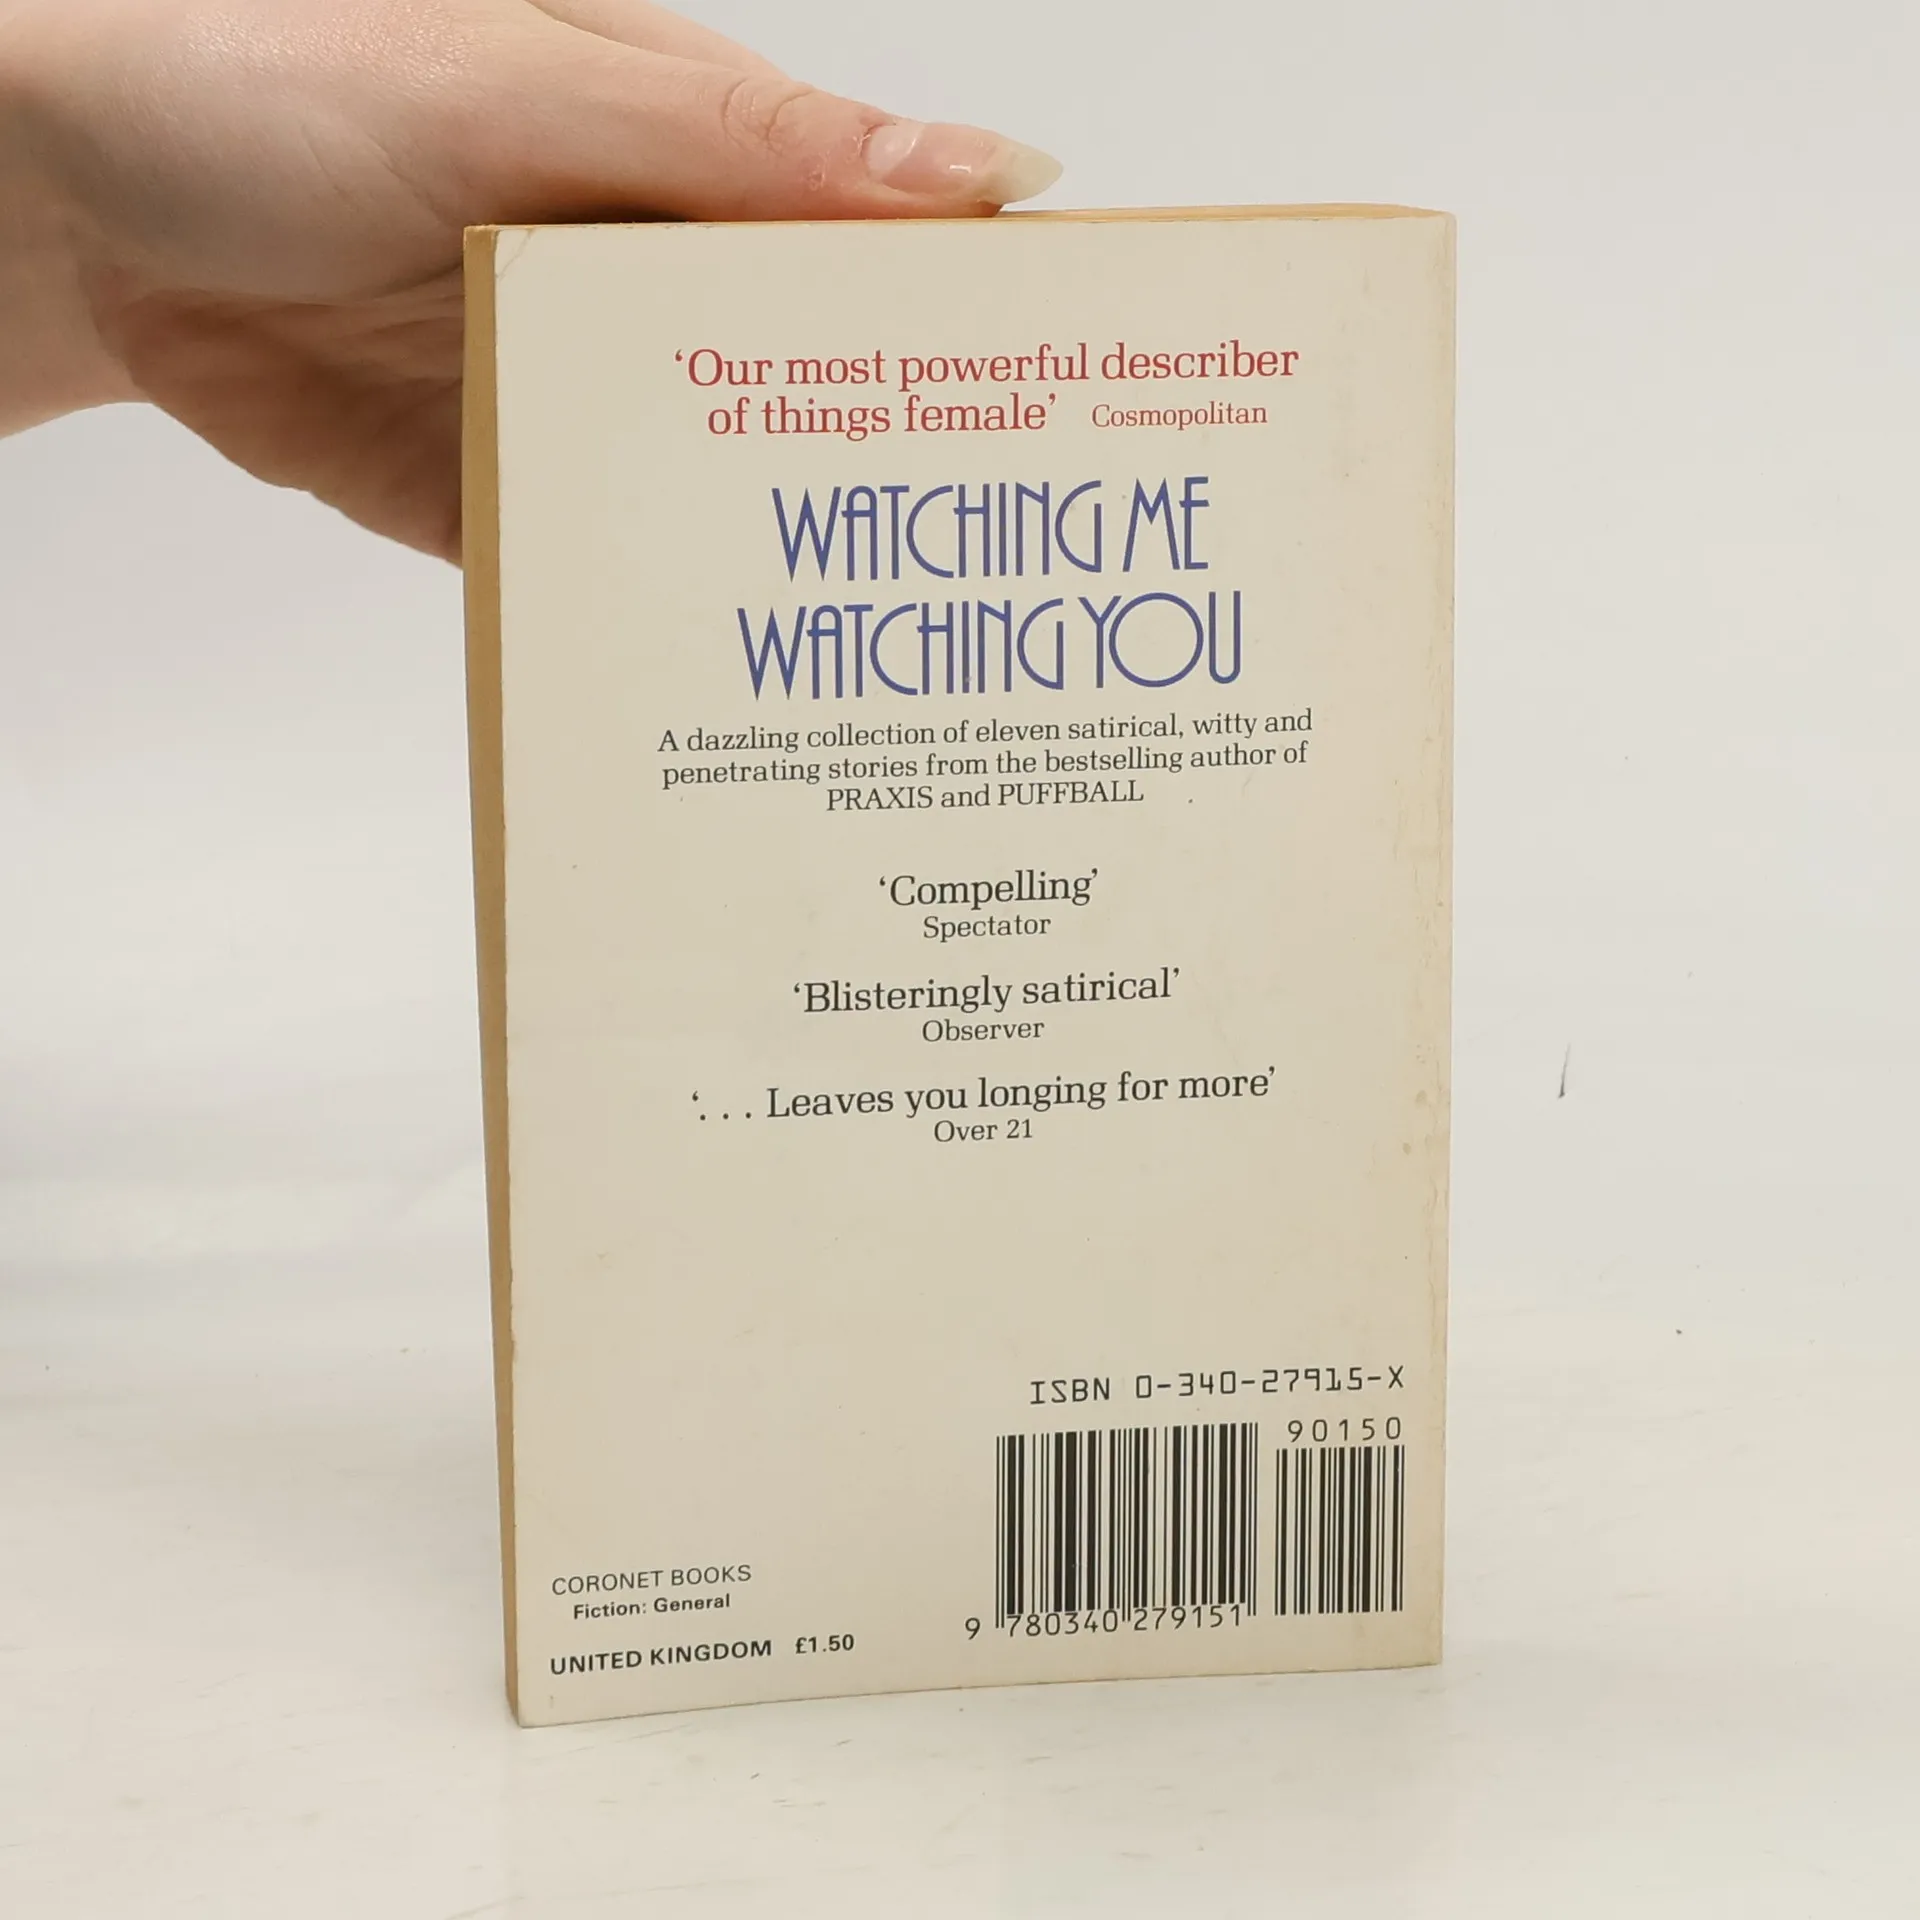 ‘Our most powerful describer
of things female’ Cosmopolitan
WATCHING ME
WATCHING YOU
A dazzling collection of eleven satirical, witty and
penetrating stories from the bestselling author of
PRAXIS and PUFFBALL
‘Compelling’
Spectator
‘Blisteringly satirical’
Observer
‘. . . Leaves you longing for more’
Over 21
ISBN 0-340-27915-X
90150
9 780340 279151
CORONET BOOKS
Fiction: General
UNITED KINGDOM £1.50